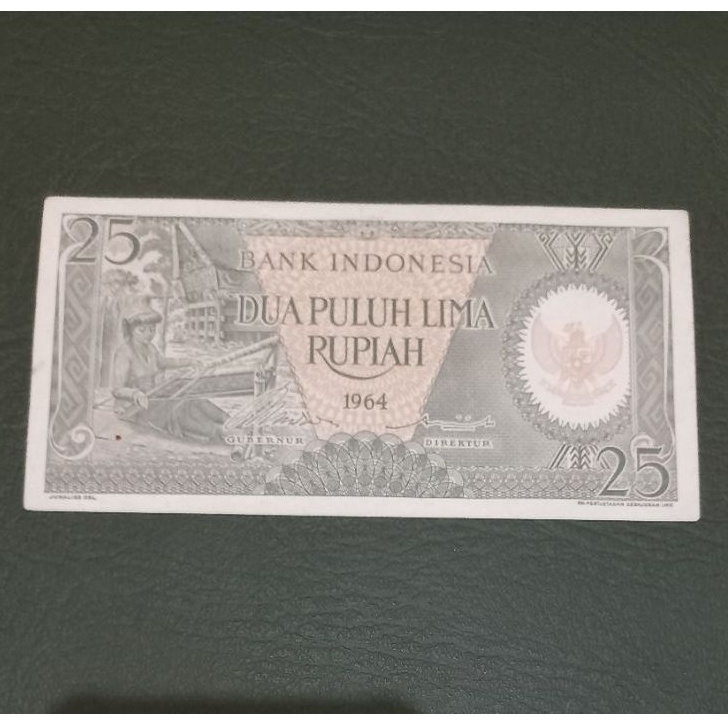 25
BANK INDONESIA
DUA PULUH LIMA
RUPIAH
1964
GUBERNUR DIREKTUR
25